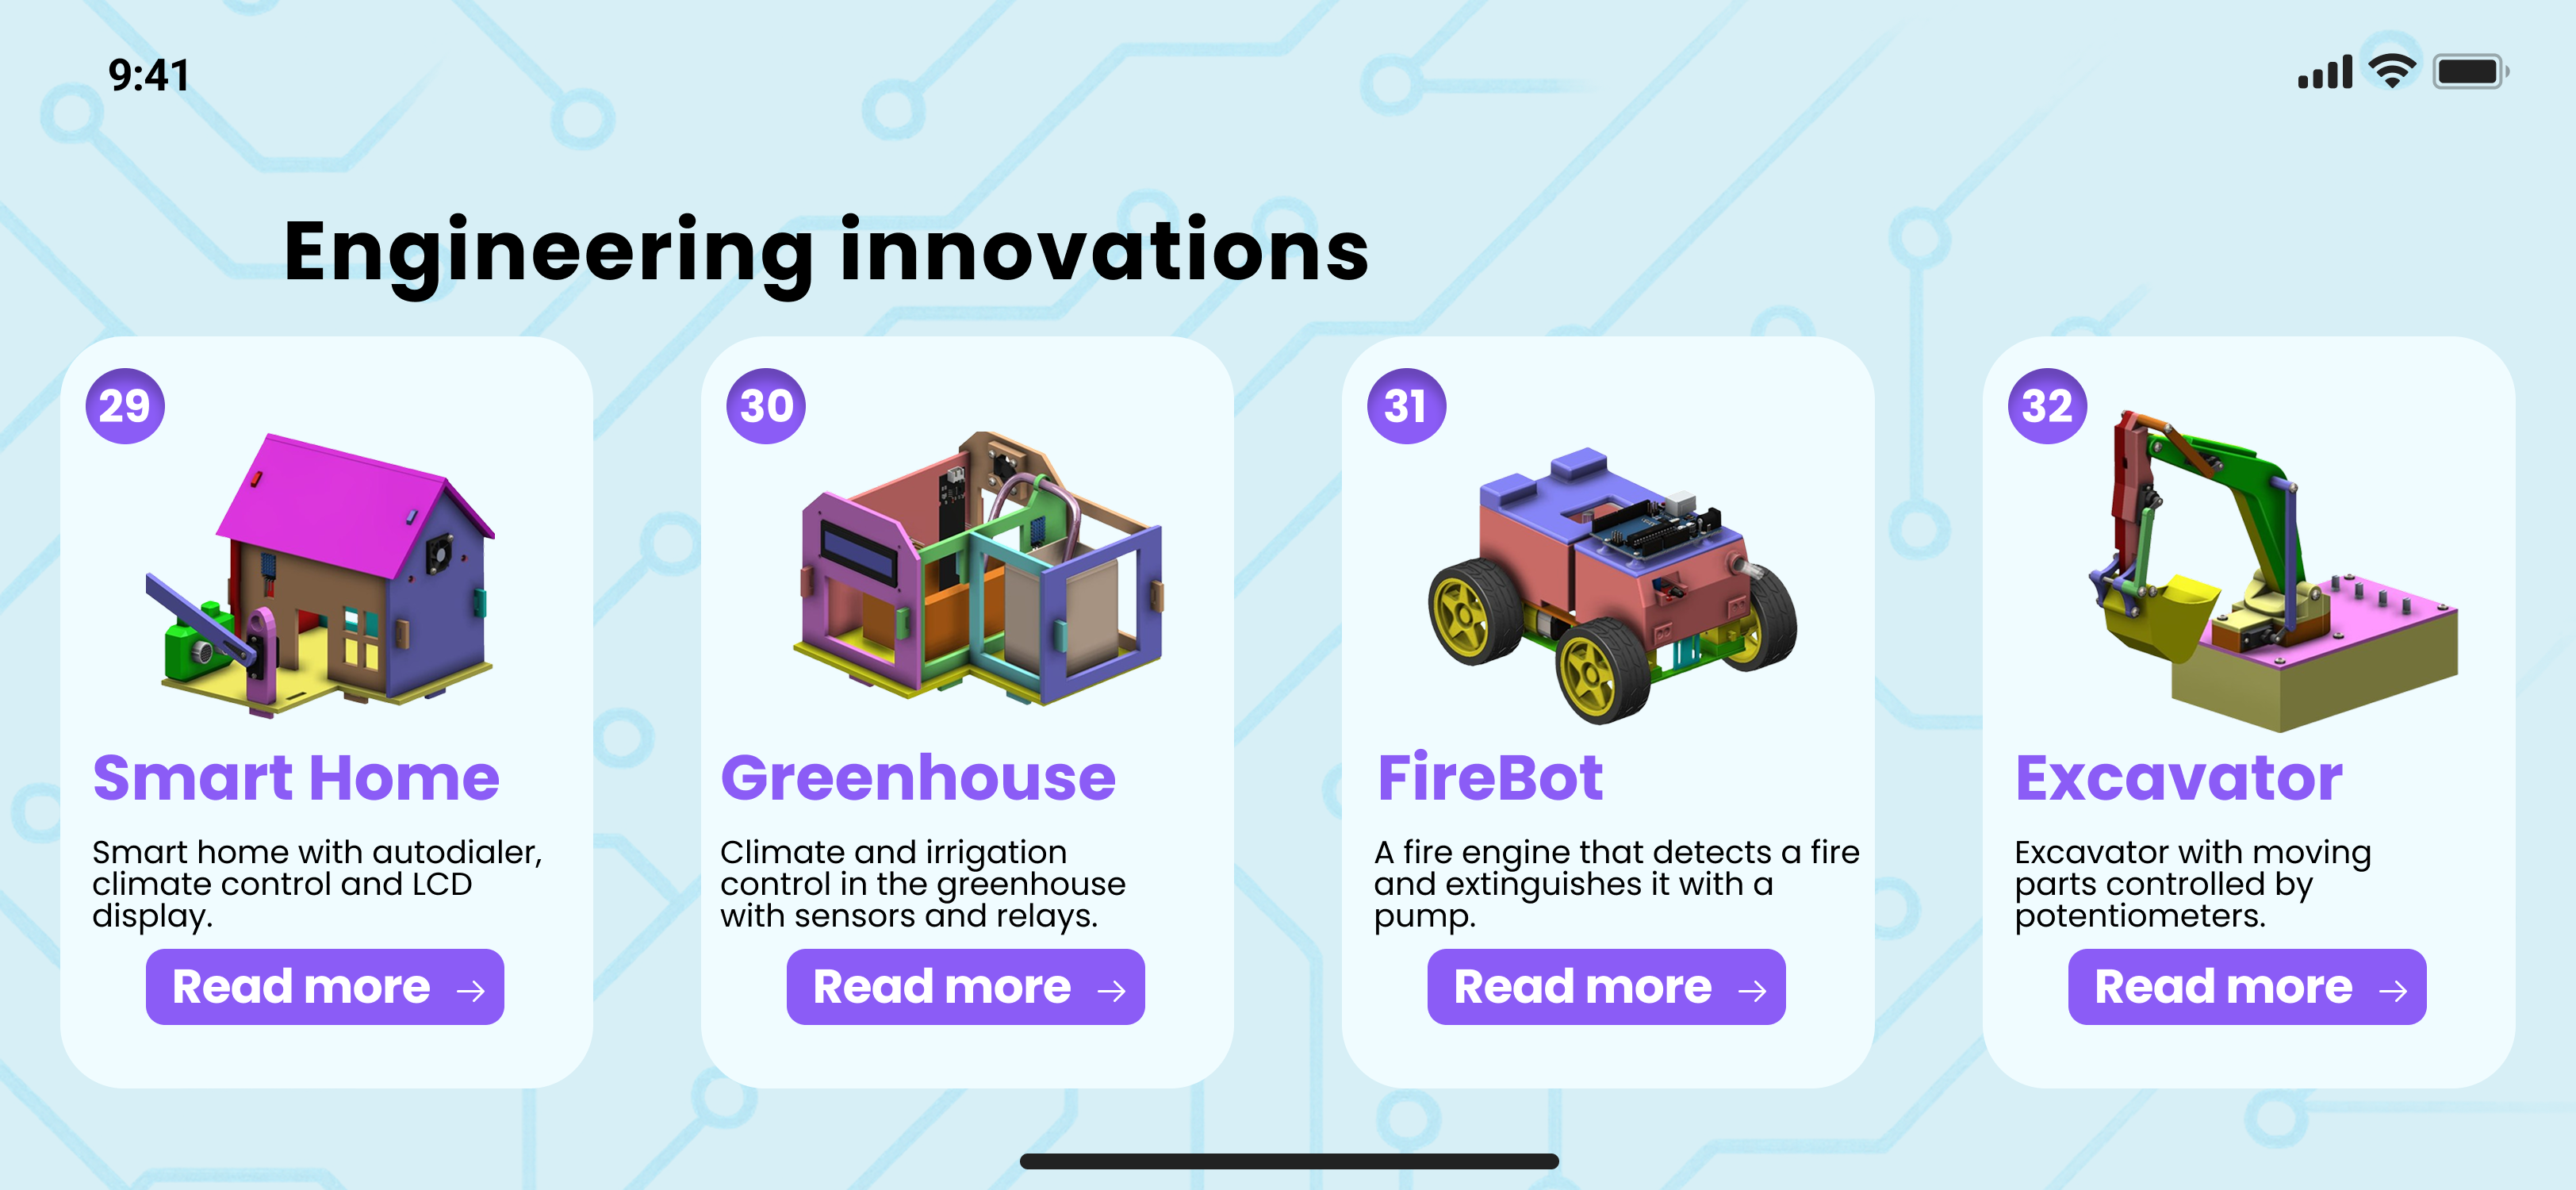 9:41
Engineering innovations
29
Smart Home
Smart home with autodialer,
climate control and LCD
display.
Read more →
30
Greenhouse
Climate and irrigation
control in the greenhouse
with sensors and relays.
Read more →
31
FireBot
A fire engine that detects a fire
and extinguishes it with a
pump.
Read more →
32
Excavator
Excavator with moving
parts controlled by
potentiometers.
Read more →